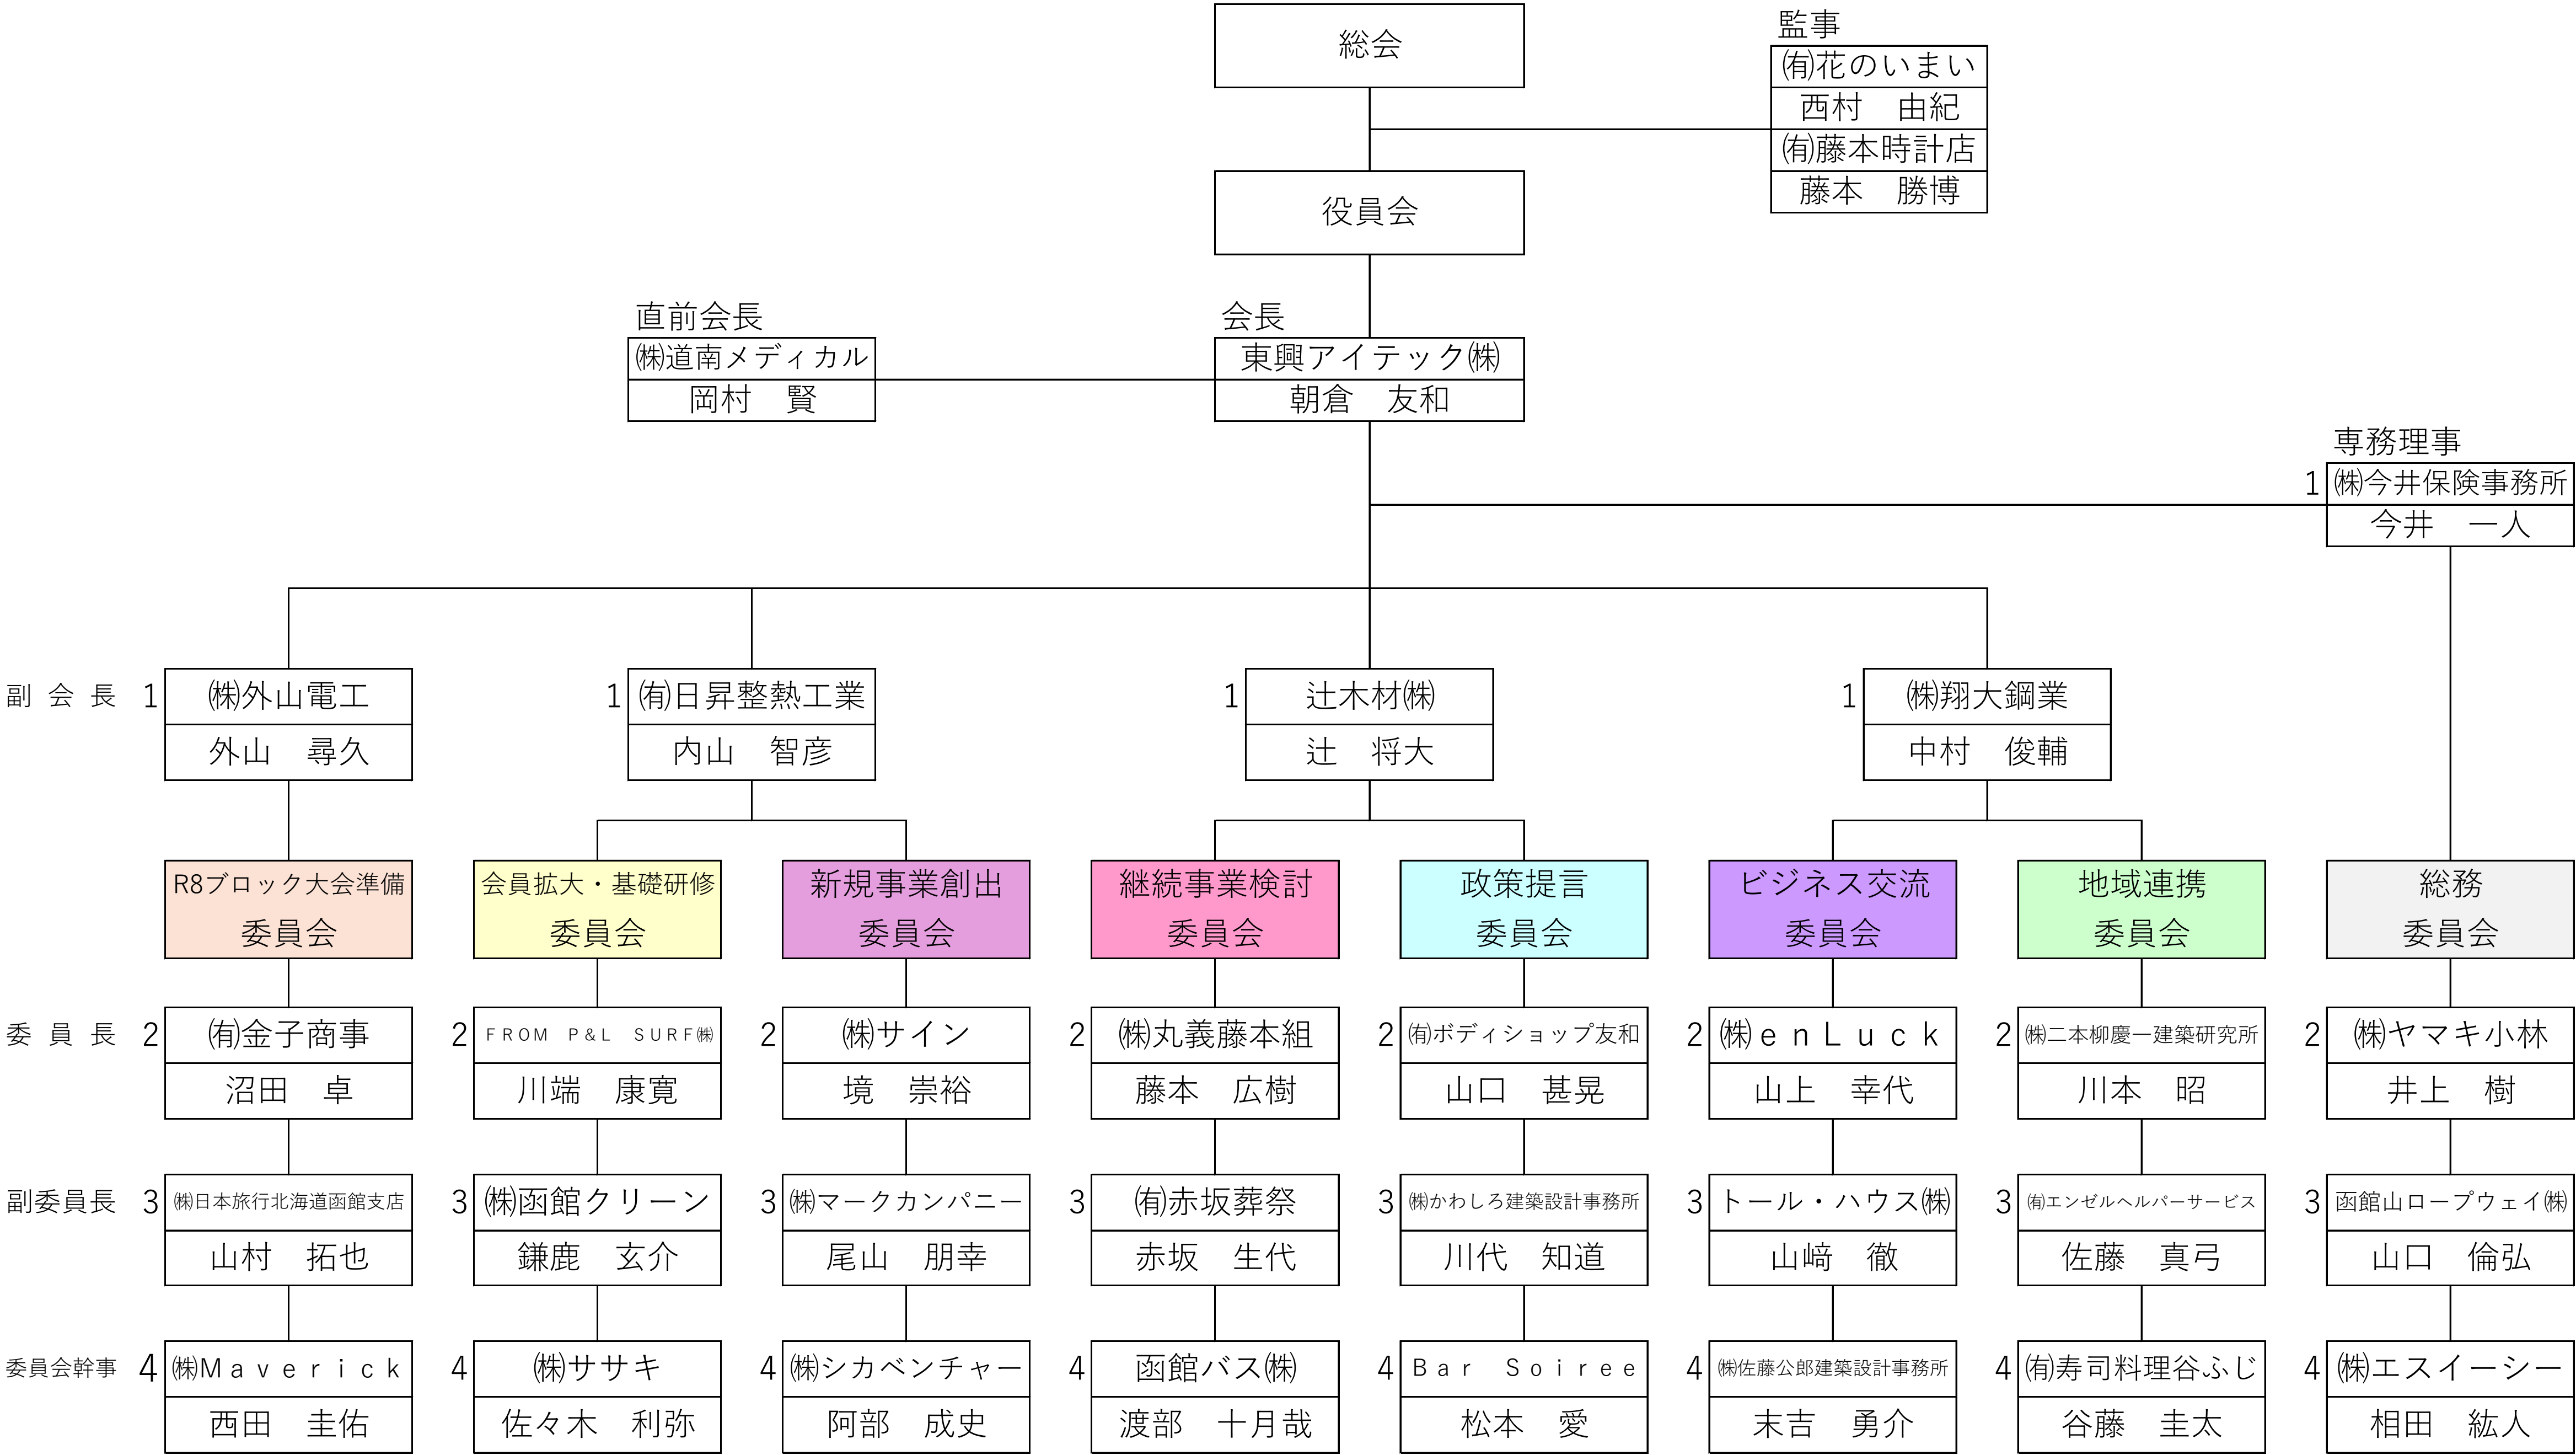 総会
監事
㈲花のいまい
西村　由紀
㈲藤本時計店
藤本　勝博
役員会
直前会長
㈱道南メディカル
岡村　賢
会長
東興アイテック㈱
朝倉　友和
専務理事
1 ㈱今井保険事務所
今井　一人
副会長 1 ㈱外山電工 1 ㈲日昇整熱工業 1 辻木材㈱ 1 ㈱翔大鋼業
外山　尋久 内山　智彦 辻　将大 中村　俊輔
R8ブロック大会準備 会員拡大・基礎研修 新規事業創出 継続事業検討 政策提言 ビジネス交流 地域連携 総務
委員会 委員会 委員会 委員会 委員会 委員会 委員会 委員会
委員長 2 ㈲金子商事 2 ＦＲＯＭ　Ｐ＆Ｌ　ＳＵＲＦ㈱ 2 ㈱サイン 2 ㈱丸義藤本組 2 ㈲ボディショップ友和 2 ㈱ｅｎＬｕｃｋ 2 ㈱二本柳慶一建築研究所 2 ㈱ヤマキ小林
沼田　卓 川端　康寛 境　崇裕 藤本　広樹 山口　甚晃 山上　幸代 川本　昭 井上　樹
副委員長 3 ㈱日本旅行北海道函館支店 3 ㈱函館クリーン 3 ㈱マークカンパニー 3 ㈲赤坂葬祭 3 ㈱かわしろ建築設計事務所 3 トール・ハウス㈱ 3 ㈲エンゼルヘルパーサービス 3 函館山ロープウェイ㈱
山村　拓也 鎌鹿　玄介 尾山　朋幸 赤坂　生代 川代　知道 山﨑　徹 佐藤　真弓 山口　倫弘
委員会幹事 4 ㈱Ｍａｖｅｒｉｃｋ 4 ㈱ササキ 4 ㈱シカベンチャー 4 函館バス㈱ 4 Ｂａｒ　Ｓｏｉｒｅｅ 4 ㈱佐藤公郎建築設計事務所 4 ㈲寿司料理谷ふじ 4 ㈱エスイーシー
西田　圭佑 佐々木　利弥 阿部　成史 渡部　十月哉 松本　愛 末吉　勇介 谷藤　圭太 相田　紘人